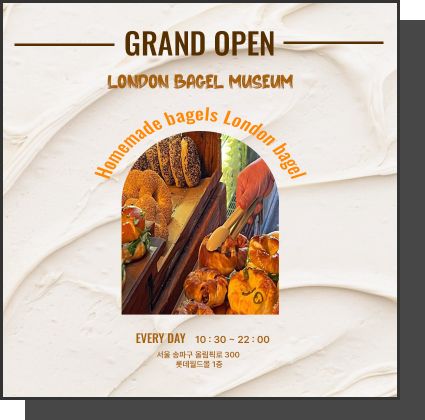 GRAND OPEN
LONDON BAGEL MUSEUM
Homemade bagels London bagel
EVERY DAY 10 : 30 ~ 22 : 00
서울 송파구 올림픽로 300
롯데월드몰 1층